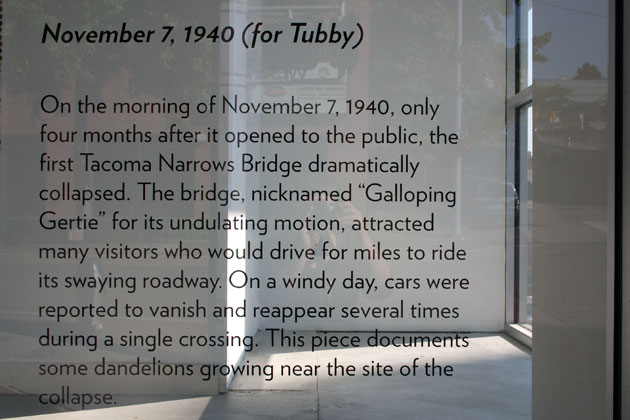 November 7, 1940 (for Tubby)
On the morning of November 7, 1940, only
four months after it opened to the public, the
first Tacoma Narrows Bridge dramatically
collapsed. The bridge, nicknamed “Galloping
Gertie” for its undulating motion, attracted
many visitors who would drive for miles to ride
its swaying roadway. On a windy day, cars were
reported to vanish and reappear several times
during a single crossing. This piece documents
some dandelions growing near the site of the
collapse.